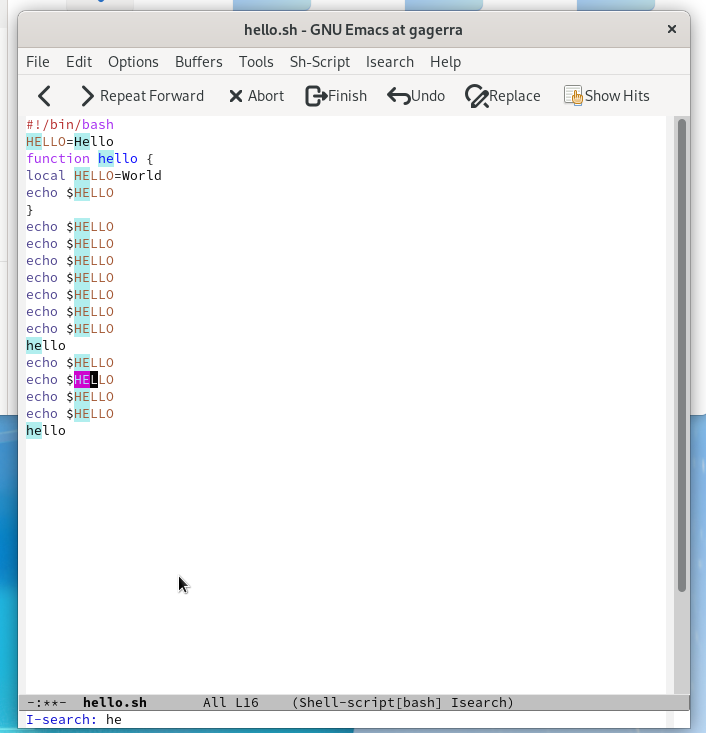 hello.sh - GNU Emacs at gagerra ×
File Edit Options Buffers Tools Sh-Script Isearch Help
Repeat Forward Abort Finish Undo Replace Show Hits
#!/bin/bash
HELLO=Hello
function hello {
local HELLO=World
echo $HELLO
}
echo $HELLO
echo $HELLO
echo $HELLO
echo $HELLO
echo $HELLO
echo $HELLO
echo $HELLO
hello
echo $HELLO
echo $HELLO
echo $HELLO
echo $HELLO
hello
-:**- hello.sh All L16 (Shell-script[bash] Isearch)
I-search: he